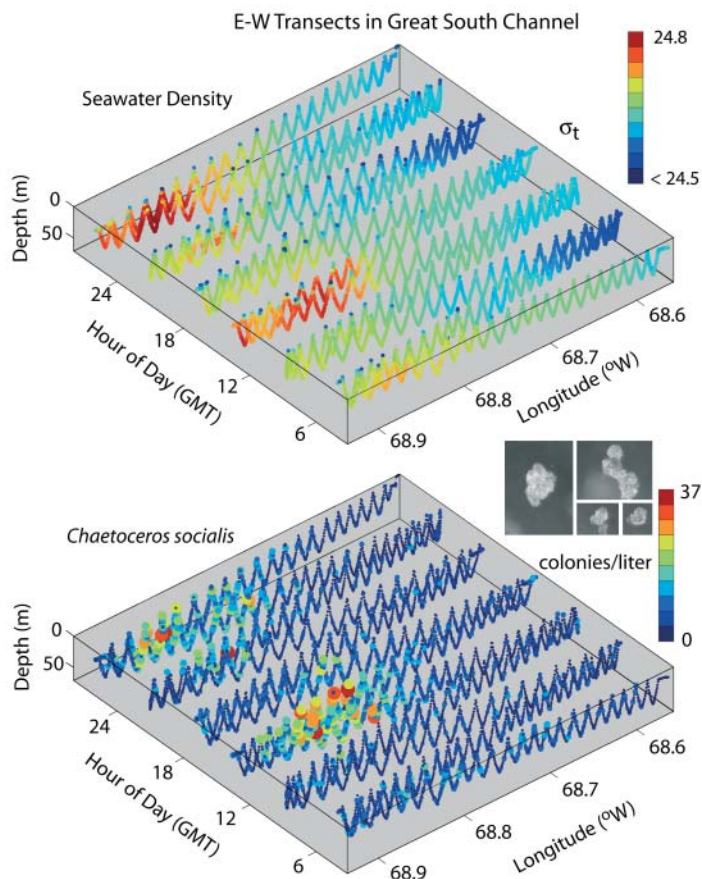 E-W Transects in Great South Channel
Seawater Density
24.8
σt
< 24.5
Depth (m)
0
50
24
18
12
6
Hour of Day (GMT)
68.6
68.7
68.8
68.9
Longitude (°W)
Chaetoceros socialis
37
colonies/liter
0
Depth (m)
0
50
24
18
12
6
Hour of Day (GMT)
68.6
68.7
68.8
68.9
Longitude (°W)